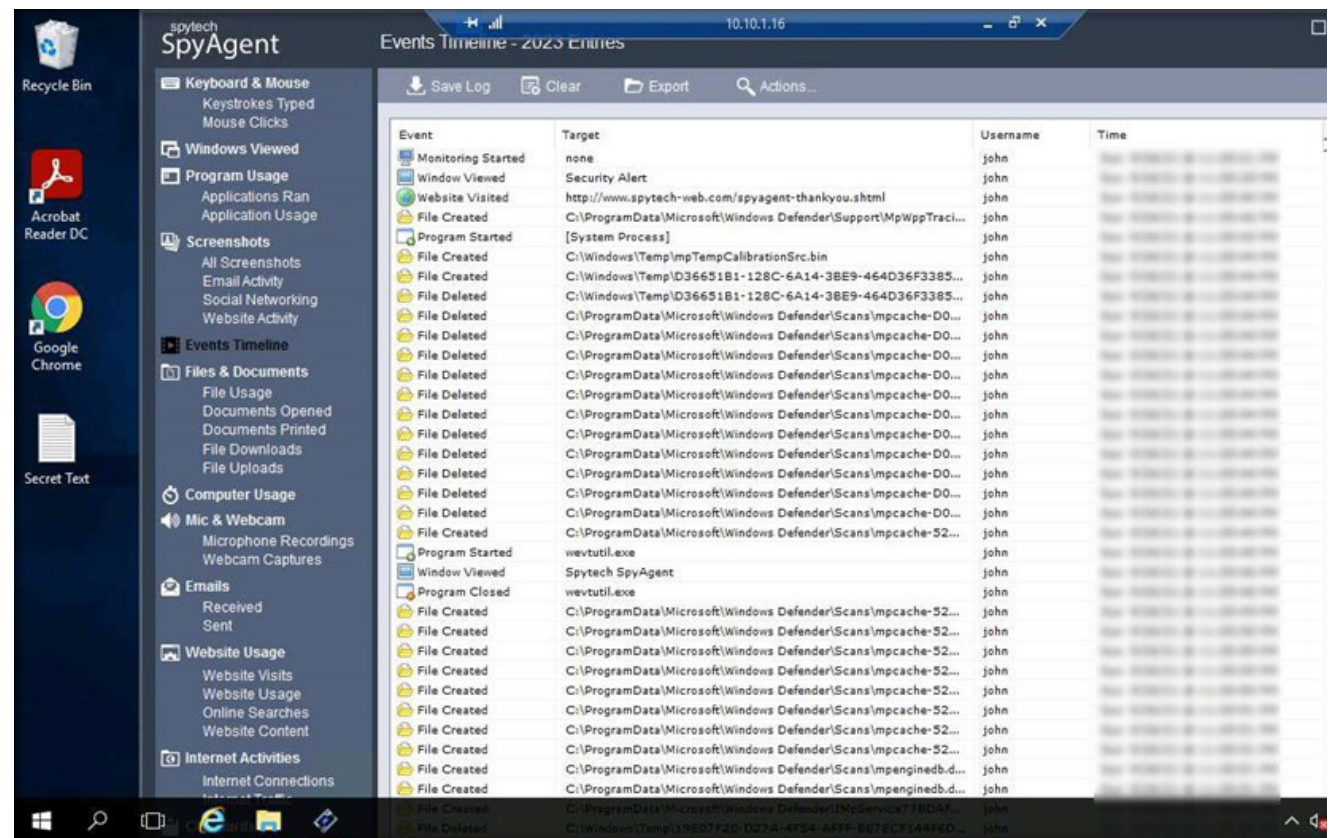 10.10.1.16
Recycle Bin
Acrobat
Reader DC
Google
Chrome
Secret Text
spytech
SpyAgent
Keyboard & Mouse
Keystrokes Typed
Mouse Clicks
Windows Viewed
Program Usage
Applications Ran
Application Usage
Screenshots
All Screenshots
Email Activity
Social Networking
Website Activity
Events Timeline
Files & Documents
File Usage
Documents Opened
Documents Printed
File Downloads
File Uploads
Computer Usage
Mic & Webcam
Microphone Recordings
Webcam Captures
Emails
Received
Sent
Website Usage
Website Visits
Website Usage
Online Searches
Website Content
Internet Activities
Internet Connections
Internet Traffic
Events Timeline - 2023 Entries
Save Log Clear Export Actions...
Event Target Username Time
Monitoring Started none john
Window Viewed Security Alert john
Website Visited http://www.spytech-web.com/spyagent-thankyou.shtml john
File Created C:\ProgramData\Microsoft\Windows Defender\Support\MpWppTraci... john
Program Started [System Process] john
File Created C:\Windows\Temp\mpTempCalibrationSrc.bin john
File Created C:\Windows\Temp\D36651B1-128C-6A14-3BE9-464D36F3385... john
File Deleted C:\Windows\Temp\D36651B1-128C-6A14-3BE9-464D36F3385... john
File Deleted C:\ProgramData\Microsoft\Windows Defender\Scans\mpcache-D0... john
File Deleted C:\ProgramData\Microsoft\Windows Defender\Scans\mpcache-D0... john
File Deleted C:\ProgramData\Microsoft\Windows Defender\Scans\mpcache-D0... john
File Deleted C:\ProgramData\Microsoft\Windows Defender\Scans\mpcache-D0... john
File Deleted C:\ProgramData\Microsoft\Windows Defender\Scans\mpcache-D0... john
File Deleted C:\ProgramData\Microsoft\Windows Defender\Scans\mpcache-D0... john
File Deleted C:\ProgramData\Microsoft\Windows Defender\Scans\mpcache-D0... john
File Deleted C:\ProgramData\Microsoft\Windows Defender\Scans\mpcache-D0... john
File Deleted C:\ProgramData\Microsoft\Windows Defender\Scans\mpcache-D0... john
File Deleted C:\ProgramData\Microsoft\Windows Defender\Scans\mpcache-D0... john
File Deleted C:\ProgramData\Microsoft\Windows Defender\Scans\mpcache-D0... john
File Created C:\ProgramData\Microsoft\Windows Defender\Scans\mpcache-52... john
Program Started wevtutil.exe john
Window Viewed Spytech SpyAgent john
Program Closed wevtutil.exe john
File Created C:\ProgramData\Microsoft\Windows Defender\Scans\mpcache-52... john
File Created C:\ProgramData\Microsoft\Windows Defender\Scans\mpcache-52... john
File Created C:\ProgramData\Microsoft\Windows Defender\Scans\mpcache-52... john
File Created C:\ProgramData\Microsoft\Windows Defender\Scans\mpcache-52... john
File Created C:\ProgramData\Microsoft\Windows Defender\Scans\mpcache-52... john
File Created C:\ProgramData\Microsoft\Windows Defender\Scans\mpcache-52... john
File Created C:\ProgramData\Microsoft\Windows Defender\Scans\mpcache-52... john
File Created C:\ProgramData\Microsoft\Windows Defender\Scans\mpcache-52... john
File Created C:\ProgramData\Microsoft\Windows Defender\Scans\mpenginedb.d... john
File Created C:\ProgramData\Microsoft\Windows Defender\Scans\mpenginedb.d... john
File Created C:\ProgramData\Microsoft\Windows Defender\IMpService77BDAF... john
File Deleted john